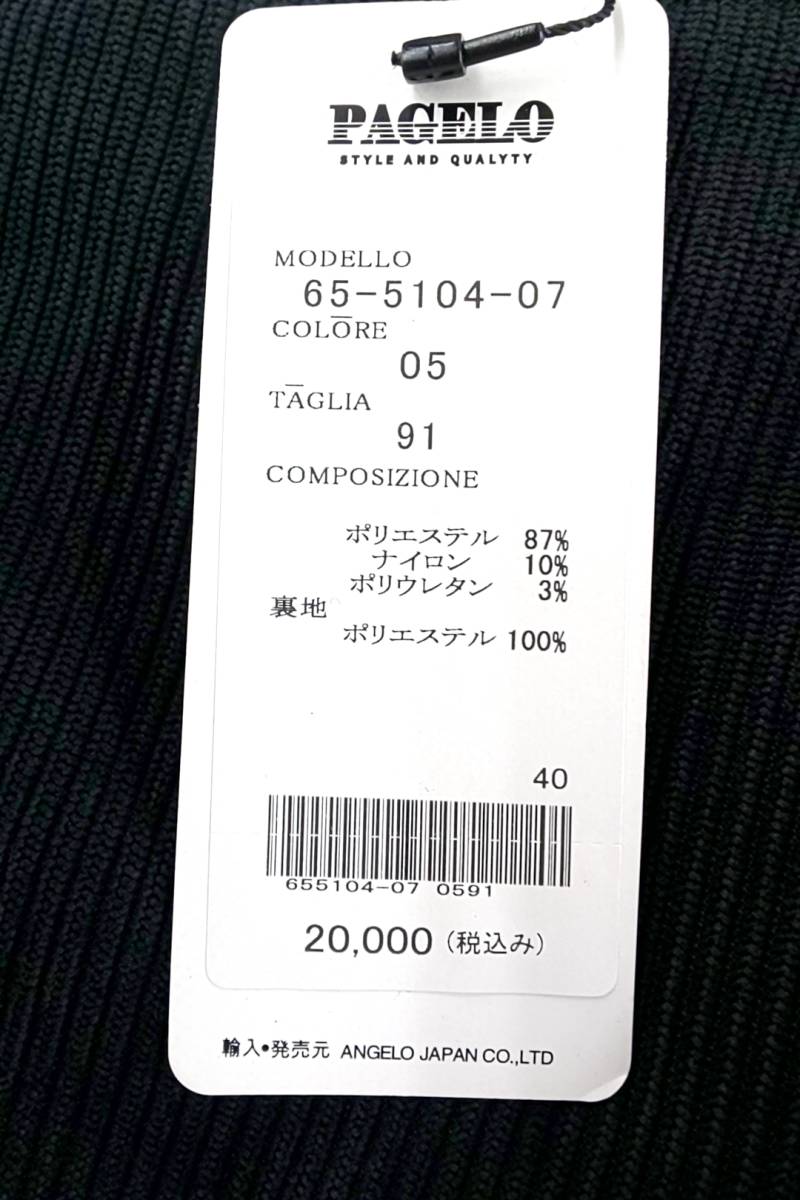 PAGELO
STYLE AND QUALYTY
MODELLO
65-5104-07
COLORE
05
TAGLIA
91
COMPOSIZIONE
ポリエステル 87%
ナイロン 10%
ポリウレタン 3%
裏地
ポリエステル 100%
40
655104-07 0591
20,000 (税込み)
輸入•発売元 ANGELO JAPAN CO.,LTD